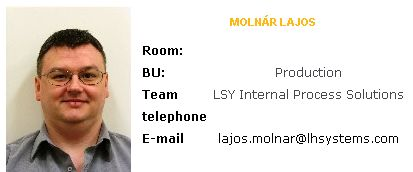 MOLNÁR LAJOS
Room:
BU: Production
Team LSY Internal Process Solutions
telephone
E-mail lajos.molnar@lhsystems.com